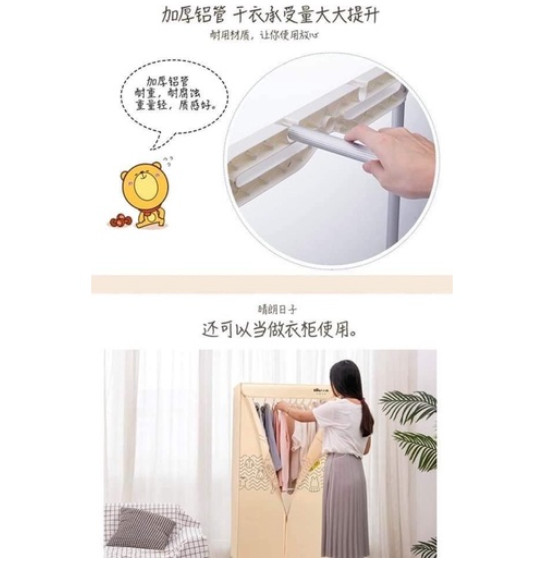 加厚铝管 干衣承受量大大提升
耐用材质，让你使用放心
加厚铝管
耐重，耐腐蚀
重量轻，质感好。
晴朗日子
还可以当做衣柜使用。